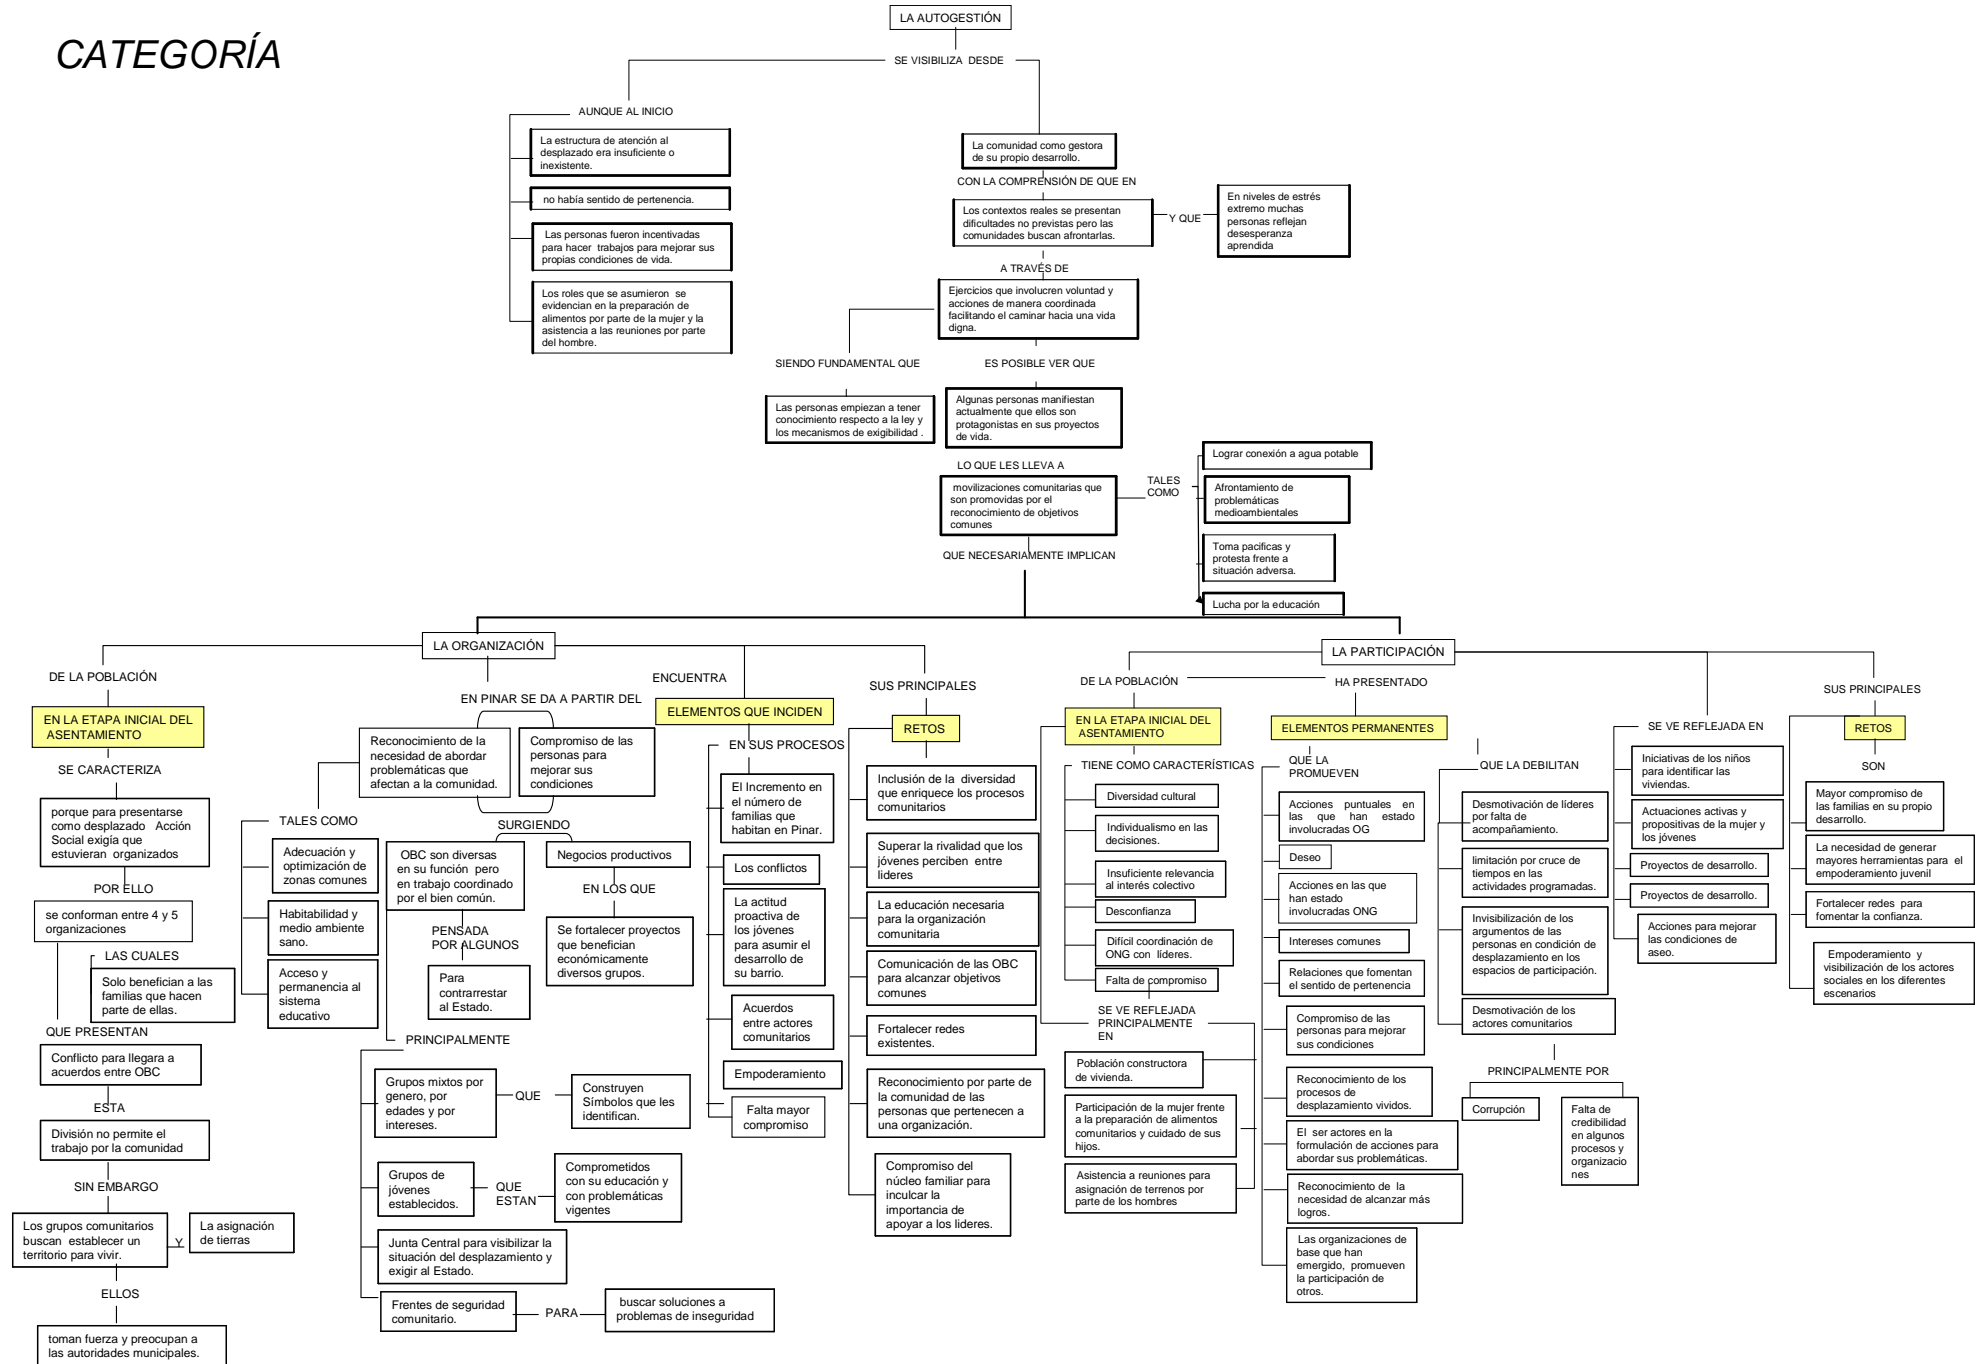 CATEGORÍA
LA AUTOGESTIÓN
SE VISIBILIZA DESDE
AUNQUE AL INICIO
La estructura de atención al
desplazado era insuficiente o
inexistente.
no había sentido de pertenencia.
Las personas fueron incentivadas
para hacer trabajos para mejorar sus
propias condiciones de vida.
Los roles que se asumieron se
evidencian en la preparación de
alimentos por parte de la mujer y la
asistencia a las reuniones por parte
del hombre.
La comunidad como gestora
de su propio desarrollo.
CON LA COMPRENSIÓN DE QUE EN
Los contextos reales se presentan
dificultades no previstas pero las
comunidades buscan afrontarlas.
Y QUE
En niveles de estrés
extremo muchas
personas reflejan
desesperanza
aprendida
A TRAVÉS DE
Ejercicios que involucren voluntad y
acciones de manera coordinada
facilitando el caminar hacia una vida
digna.
SIENDO FUNDAMENTAL QUE
Las personas empiezan a tener
conocimiento respecto a la ley y
los mecanismos de exigibilidad .
ES POSIBLE VER QUE
Algunas personas manifiestan
actualmente que ellos son
protagonistas en sus proyectos
de vida.
LO QUE LES LLEVA A
movilizaciones comunitarias que
son promovidas por el
reconocimiento de objetivos
comunes
TALES
COMO
Lograr conexión a agua potable
Afrontamiento de
problemáticas
medioambientales
Toma pacificas y
protesta frente a
situación adversa.
Lucha por la educación
QUE NECESARIAMENTE IMPLICAN
LA ORGANIZACIÓN
DE LA POBLACIÓN
EN LA ETAPA INICIAL DEL
ASENTAMIENTO
SE CARACTERIZA
porque para presentarse
como desplazado Acción
Social exigía que
estuvieran organizados
POR ELLO
se conforman entre 4 y 5
organizaciones
LAS CUALES
Solo benefician a las
familias que hacen
parte de ellas.
QUE PRESENTAN
Conflicto para llegara a
acuerdos entre OBC
ESTA
División no permite el
trabajo por la comunidad
SIN EMBARGO
Los grupos comunitarios
buscan establecer un
territorio para vivir.
Y
La asignación
de tierras
ELLOS
toman fuerza y preocupan a
las autoridades municipales.
EN PINAR SE DA A PARTIR DEL
Reconocimiento de la
necesidad de abordar
problemáticas que
afectan a la comunidad.
Compromiso de las
personas para
mejorar sus
condiciones
TALES COMO
Adecuación y
optimización de
zonas comunes
Habitabilidad y
medio ambiente
sano.
Acceso y
permanencia al
sistema
educativo
SURGIENDO
OBC son diversas
en su función pero
en trabajo coordinado
por el bien común.
Negocios productivos
EN LOS QUE
Se fortalecer proyectos
que benefician
económicamente
diversos grupos.
PENSADA
POR ALGUNOS
Para
contrarrestar
al Estado.
PRINCIPALMENTE
Grupos mixtos por
genero, por
edades y por
intereses.
QUE
Construyen
Símbolos que les
identifican.
Grupos de
jóvenes
establecidos.
QUE
ESTAN
Comprometidos
con su educación y
con problemáticas
vigentes
Junta Central para visibilizar la
situación del desplazamiento y
exigir al Estado.
Frentes de seguridad
comunitario.
PARA
buscar soluciones a
problemas de inseguridad
ENCUENTRA
ELEMENTOS QUE INCIDEN
EN SUS PROCESOS
El Incremento en
el número de
familias que
habitan en Pinar.
Los conflictos
La actitud
proactiva de
los jóvenes
para asumir el
desarrollo de
su barrio.
Acuerdos
entre actores
comunitarios
Empoderamiento
Falta mayor
compromiso
SUS PRINCIPALES
RETOS
Inclusión de la diversidad
que enriquece los procesos
comunitarios
Superar la rivalidad que los
jóvenes perciben entre
lideres
La educación necesaria
para la organización
comunitaria
Comunicación de las OBC
para alcanzar objetivos
comunes
Fortalecer redes
existentes.
Reconocimiento por parte de
la comunidad de las
personas que pertenecen a
una organización.
Compromiso del
núcleo familiar para
inculcar la
importancia de
apoyar a los lideres.
LA PARTICIPACIÓN
DE LA POBLACIÓN
EN LA ETAPA INICIAL DEL
ASENTAMIENTO
TIENE COMO CARACTERÍSTICAS
Diversidad cultural
Individualismo en las
decisiones.
Insuficiente relevancia
al interés colectivo
Desconfianza
Difícil coordinación de
ONG con lideres.
Falta de compromiso
SE VE REFLEJADA
PRINCIPALMENTE
EN
Población constructora
de vivienda.
Participación de la mujer frente
a la preparación de alimentos
comunitarios y cuidado de sus
hijos.
Asistencia a reuniones para
asignación de terrenos por
parte de los hombres
HA PRESENTADO
ELEMENTOS PERMANENTES
QUE LA
PROMUEVEN
Acciones puntuales en
las que han estado
involucradas OG
Deseo
Acciones en las que
han estado
involucradas ONG
Intereses comunes
Relaciones que fomentan
el sentido de pertenencia
Compromiso de las
personas para mejorar
sus condiciones
Reconocimiento de los
procesos de
desplazamiento vividos.
El ser actores en la
formulación de acciones para
abordar sus problemáticas.
Reconocimiento de la
necesidad de alcanzar más
logros.
Las organizaciones de
base que han
emergido, promueven
la participación de
otros.
QUE LA DEBILITAN
Desmotivación de líderes
por falta de
acompañamiento.
limitación por cruce de
tiempos en las
actividades programadas.
Invisibilización de los
argumentos de las
personas en condición de
desplazamiento en los
espacios de participación.
Desmotivación de los
actores comunitarios
PRINCIPALMENTE POR
Corrupción
Falta de
credibilidad
en algunos
procesos y
organizacio
nes
SE VE REFLEJADA EN
Iniciativas de los niños
para identificar las
viviendas.
Actuaciones activas y
propositivas de la mujer y
los jóvenes
Proyectos de desarrollo.
Proyectos de desarrollo.
Acciones para mejorar
las condiciones de
aseo.
SUS PRINCIPALES
RETOS
SON
Mayor compromiso de
las familias en su propio
desarrollo.
La necesidad de generar
mayores herramientas para el
empoderamiento juvenil
Fortalecer redes para
fomentar la confianza.
Empoderamiento y
visibilización de los actores
sociales en los diferentes
escenarios